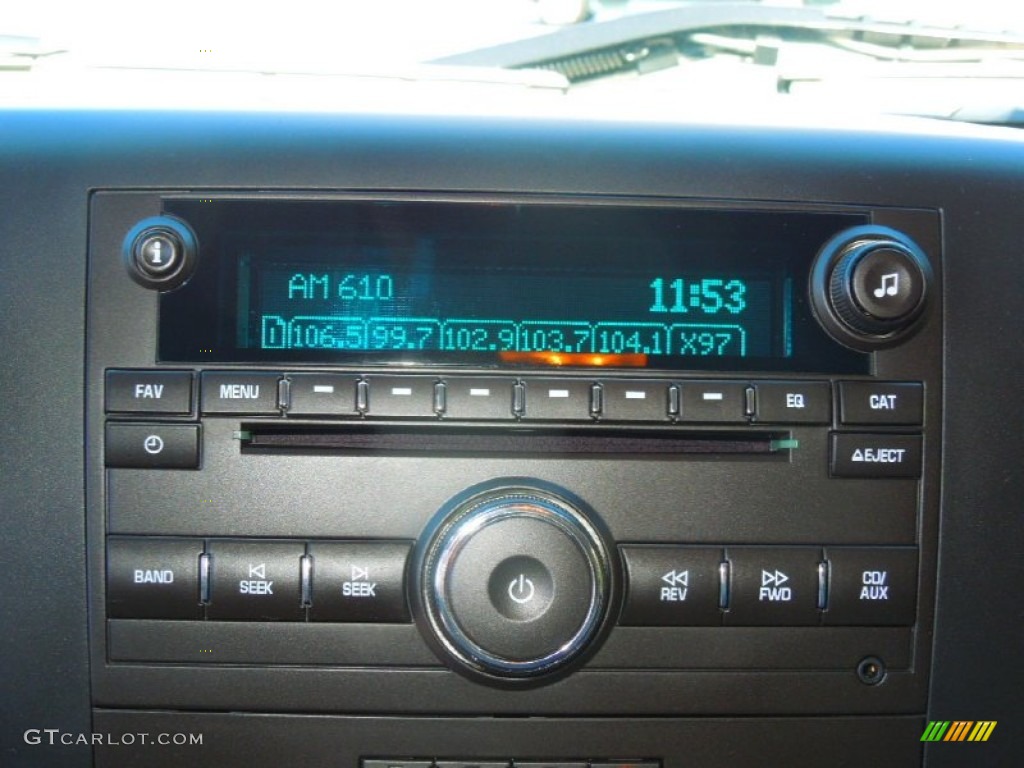 i
AM 610 11:53
1 106.5 99.7 102.9 103.7 104.1 X97
FAV MENU EQ CAT
EJECT
BAND SEEK SEEK REV FWD CD/
AUX
GTCARLOT.COM